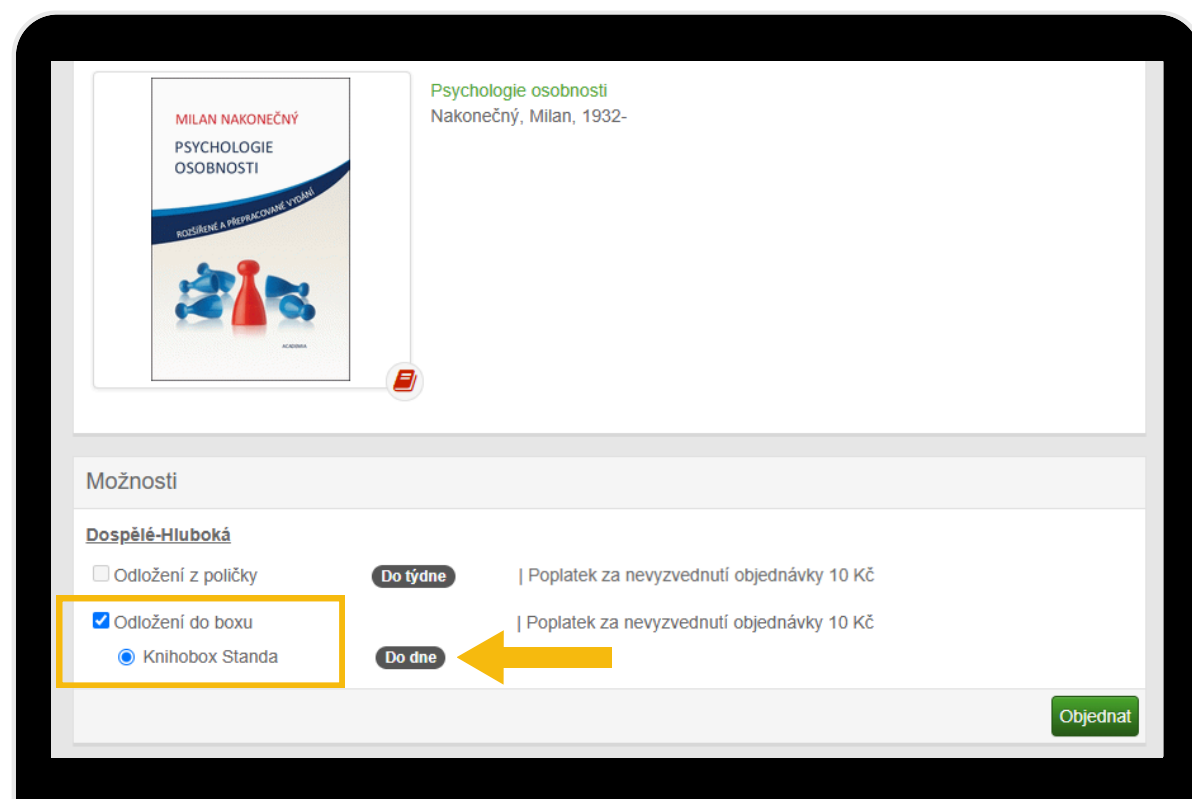 MILAN NAKONEČNÝ
PSYCHOLOGIE
OSOBNOSTI
ROZŠÍŘENÉ A PŘEPRACOVANÉ VYDÁNÍ
ACADEMIA
Psychologie osobnosti
Nakonečný, Milan, 1932-
Možnosti
Dospělé-Hluboká
Odložení z poličky Do týdne | Poplatek za nevyzvednutí objednávky 10 Kč
Odložení do boxu | Poplatek za nevyzvednutí objednávky 10 Kč
Knihobox Standa Do dne
Objednat